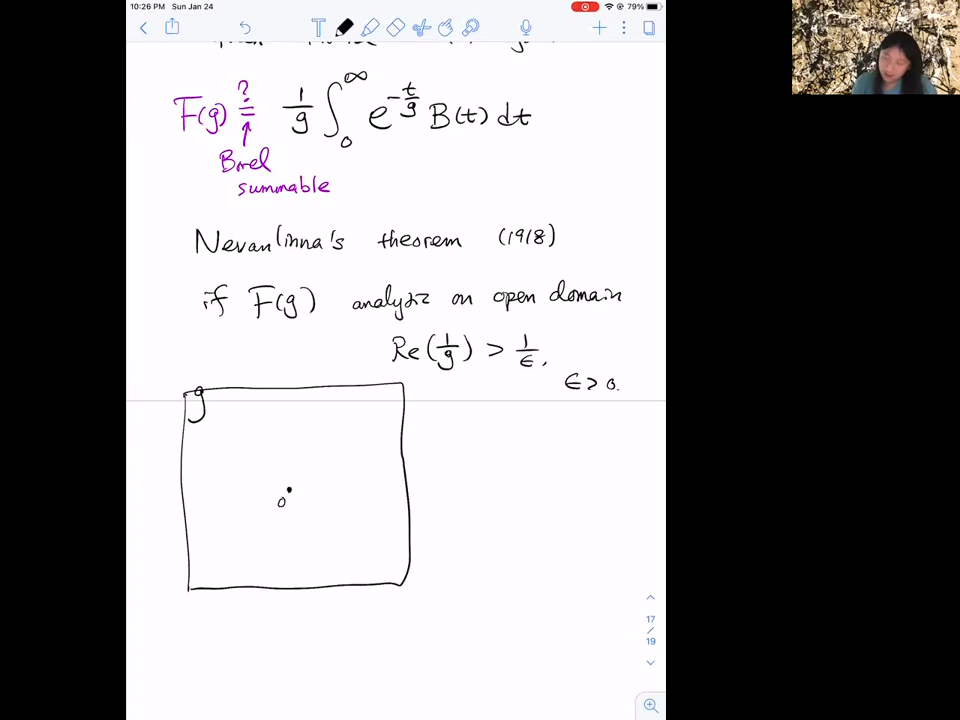 10:26 PM Sun Jan 24
79%
T
F(g) ?= 1/g ∫₀^∞ e^{-t/g} B(t) dt
Borel
summable
Nevanlinna's theorem (1918)
if F(g) analytic on open domain
Re(1/g) > 1/ε,
ε > 0.
g
0
17
/
19